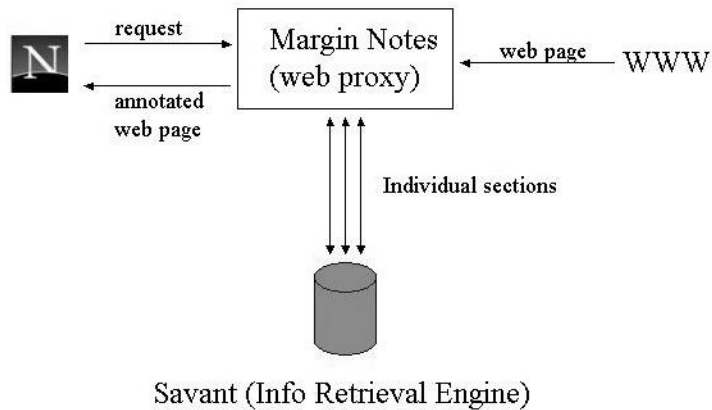 request
Margin Notes
(web proxy)
web page
WWW
N
annotated
web page
Individual sections
Savant (Info Retrieval Engine)